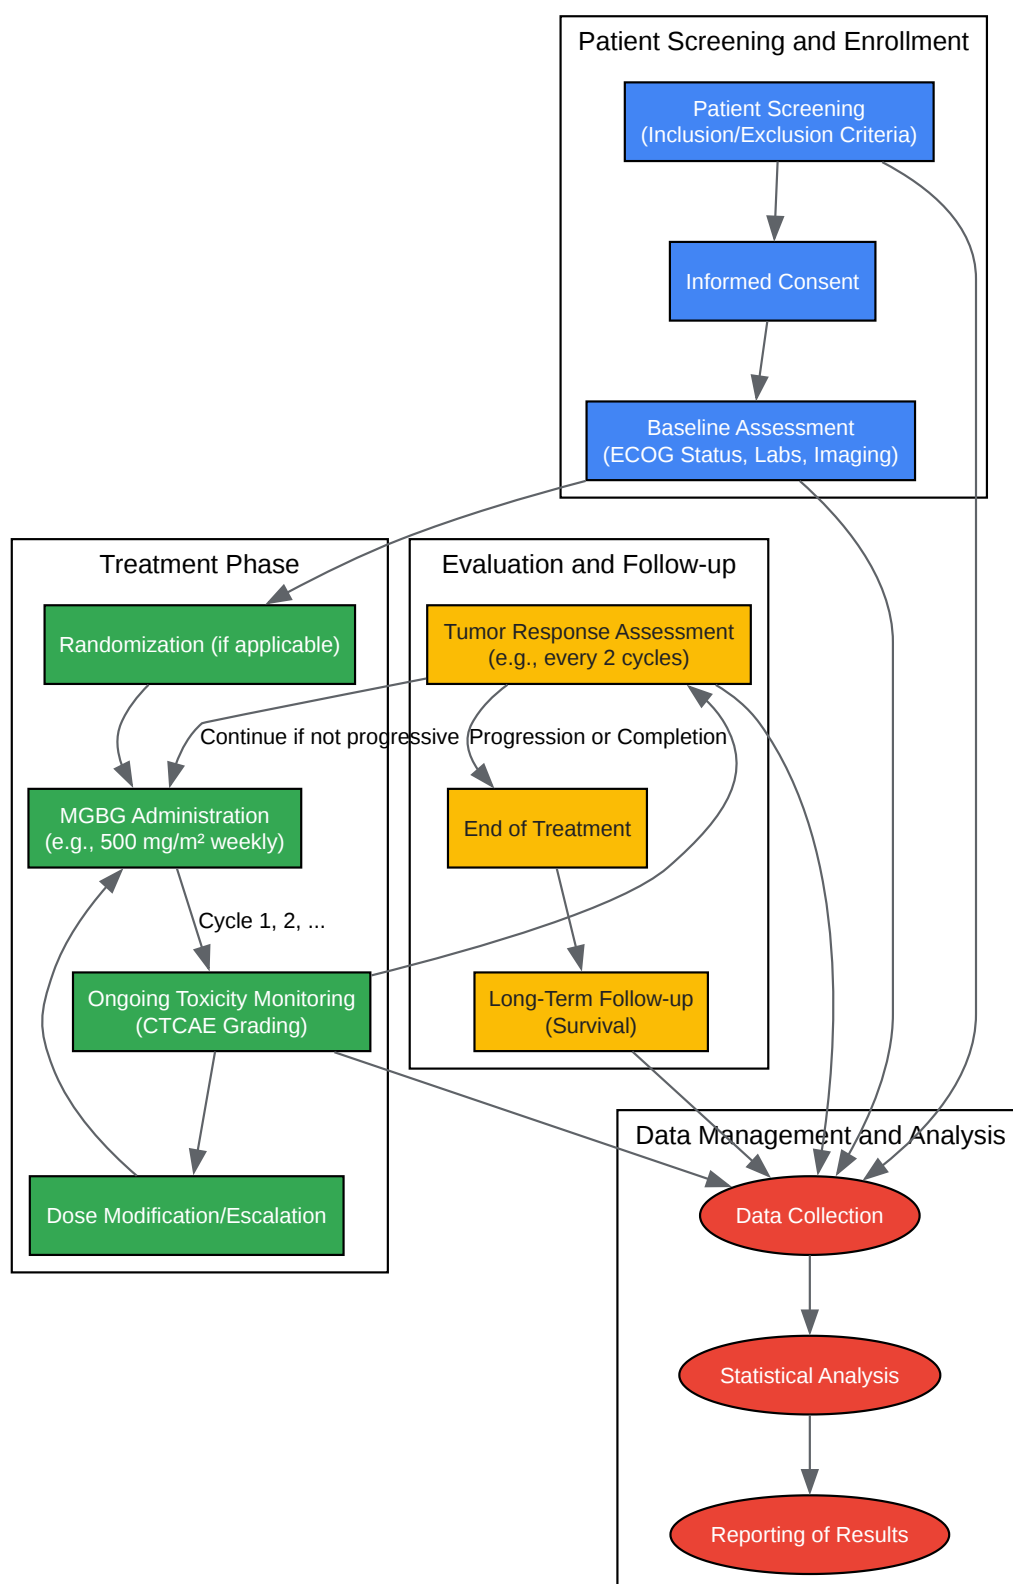 Patient Screening and Enrollment
Patient Screening
(Inclusion/Exclusion Criteria)
Informed Consent
Baseline Assessment
(ECOG Status, Labs, Imaging)
Treatment Phase
Randomization (if applicable)
Continue if not progressive
MGBG Administration
(e.g., 500 mg/m² weekly)
Cycle 1, 2, ...
Ongoing Toxicity Monitoring
(CTCAE Grading)
Dose Modification/Escalation
Evaluation and Follow-up
Tumor Response Assessment
(e.g., every 2 cycles)
Progression or Completion
End of Treatment
Long-Term Follow-up
(Survival)
Data Management and Analysis
Data Collection
Statistical Analysis
Reporting of Results